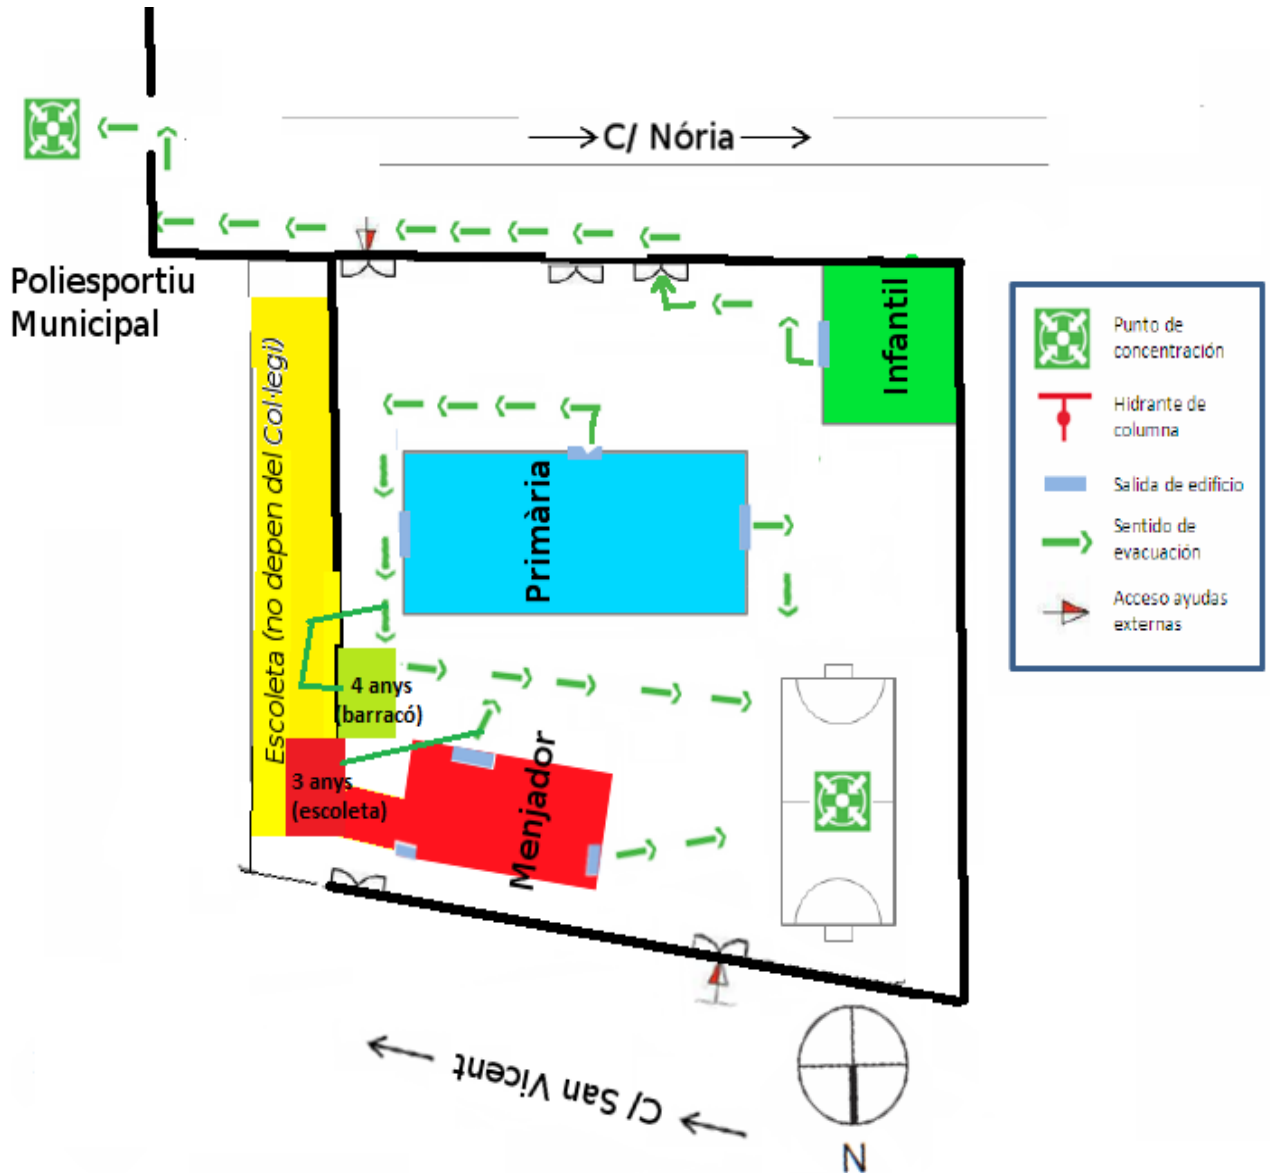 C/ Nória
Poliesportiu
Municipal
Infantil
Escoleta (no depen del Col·legi)
Primària
4 anys
(barracó)
3 anys
(escoleta)
Menjador
C/ San Vicent
N
Punto de
concentración
Hidrante de
columna
Salida de edificio
Sentido de
evacuación
Acceso ayudas
externas